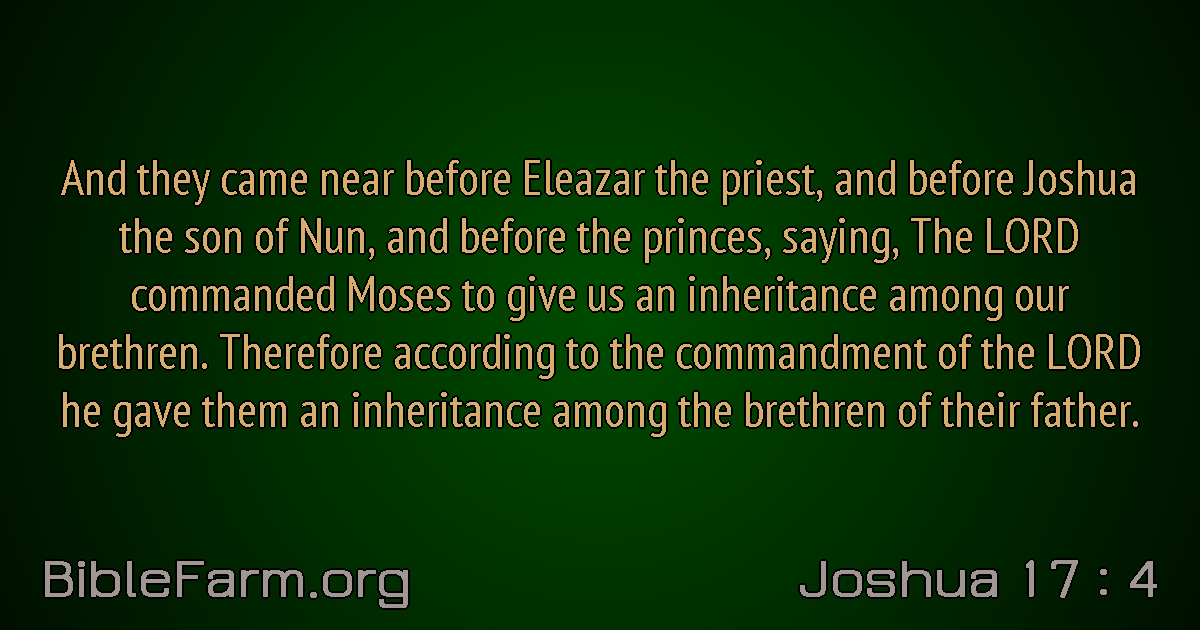 And they came near before Eleazar the priest, and before Joshua
the son of Nun, and before the princes, saying, The LORD
commanded Moses to give us an inheritance among our
brethren. Therefore according to the commandment of the LORD
he gave them an inheritance among the brethren of their father.
BibleFarm.org
Joshua 17 : 4